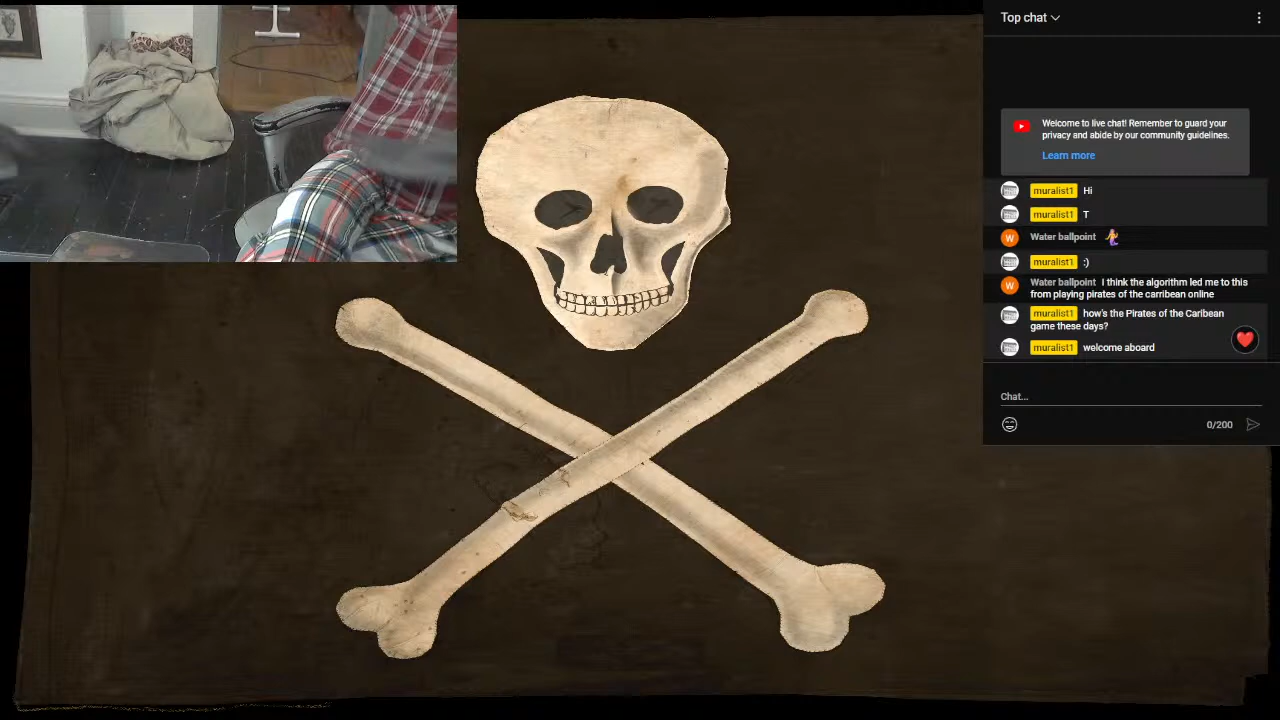 Top chat
Welcome to live chat! Remember to guard your
privacy and abide by our community guidelines.
Learn more
muralist1 Hi
muralist1 T
W Water ballpoint 🧜‍♀️
muralist1 :)
W Water ballpoint I think the algorithm led me to this
from playing pirates of the carribean online
muralist1 how's the Pirates of the Caribean
game these days?
muralist1 welcome aboard
Chat...
0/200